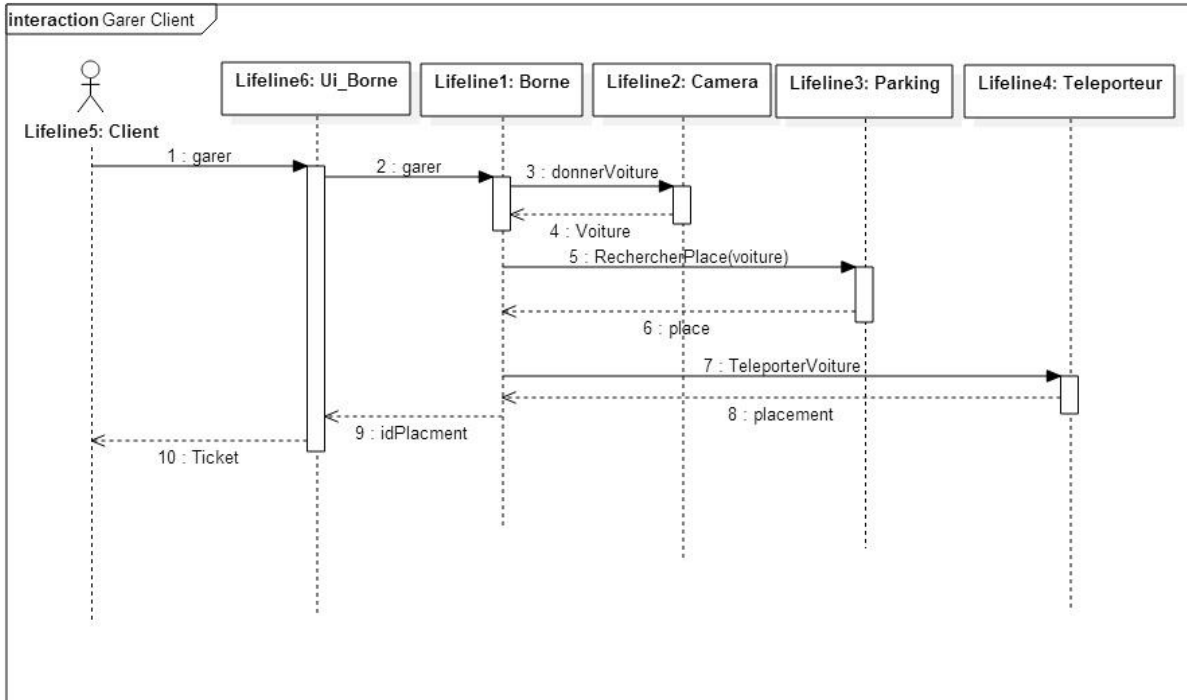 interaction Garer Client
Lifeline5: Client
Lifeline6: Ui_Borne
Lifeline1: Borne
Lifeline2: Camera
Lifeline3: Parking
Lifeline4: Teleporteur
1 : garer
2 : garer
3 : donnerVoiture
4 : Voiture
5 : RechercherPlace(voiture)
6 : place
7 : TeleporterVoiture
8 : placement
9 : idPlacment
10 : Ticket